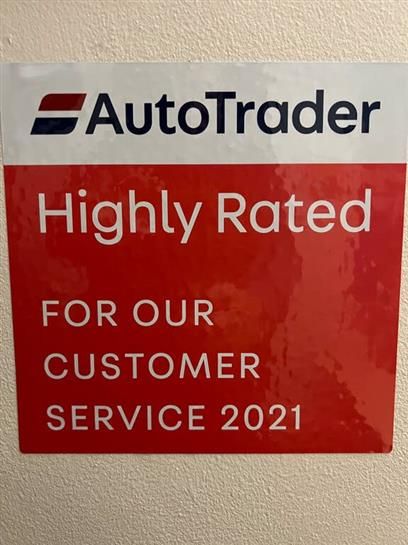 AutoTrader
Highly Rated
FOR OUR
CUSTOMER
SERVICE 2021